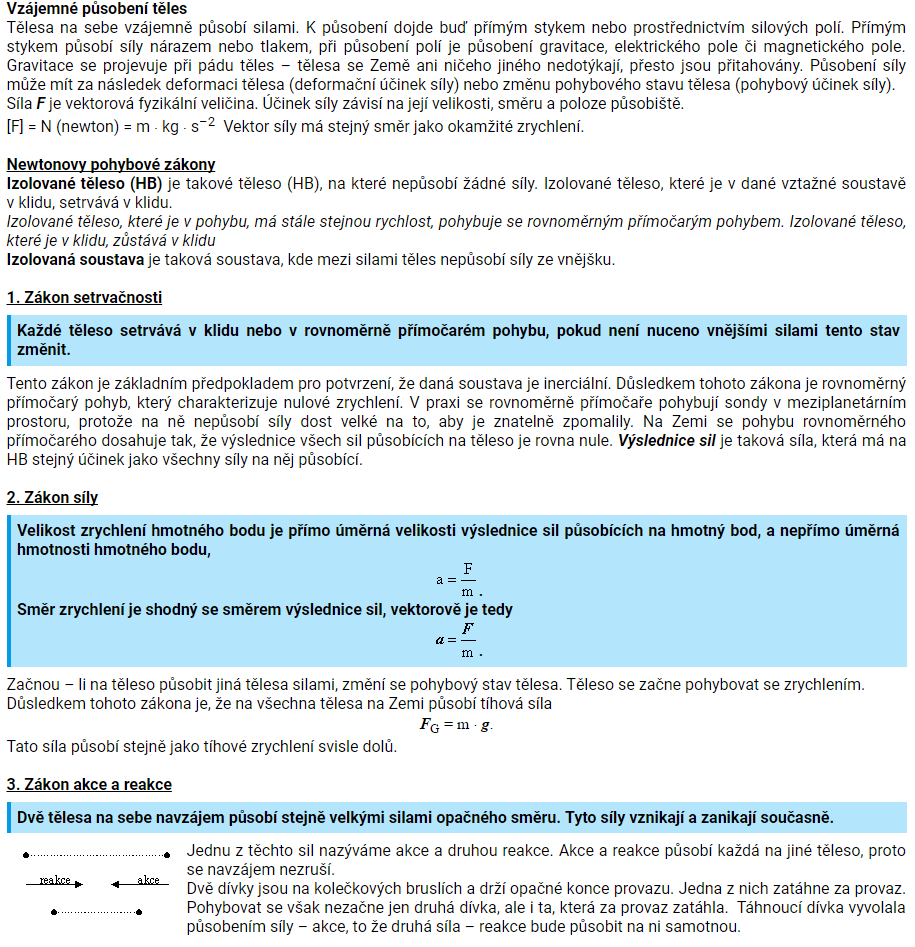 Vzájemné působení těles
Tělesa na sebe vzájemně působí silami. K působení dojde buď přímým stykem nebo prostřednictvím silových polí. Přímým
stykem působí síly nárazem nebo tlakem, při působení polí je působení gravitace, elektrického pole či magnetického pole.
Gravitace se projevuje při pádu těles – tělesa se Země ani ničeho jiného nedotýkají, přesto jsou přitahovány. Působení síly
může mít za následek deformaci tělesa (deformační účinek síly) nebo změnu pohybového stavu tělesa (pohybový účinek síly).
Síla F je vektorová fyzikální veličina. Účinek síly závisí na její velikosti, směru a poloze působiště.
[F] = N (newton) = m · kg · s⁻² Vektor síly má stejný směr jako okamžité zrychlení.
Newtonovy pohybové zákony
Izolované těleso (HB) je takové těleso (HB), na které nepůsobí žádné síly. Izolované těleso, které je v dané vztažné soustavě
v klidu, setrvává v klidu.
Izolované těleso, které je v pohybu, má stále stejnou rychlost, pohybuje se rovnoměrným přímočarým pohybem. Izolované těleso,
které je v klidu, zůstává v klidu
Izolovaná soustava je taková soustava, kde mezi silami těles nepůsobí síly ze vnějšku.
1. Zákon setrvačnosti
Každé těleso setrvává v klidu nebo v rovnoměrně přímočarém pohybu, pokud není nuceno vnějšími silami tento stav
změnit.
Tento zákon je základním předpokladem pro potvrzení, že daná soustava je inerciální. Důsledkem tohoto zákona je rovnoměrný
přímočarý pohyb, který charakterizuje nulové zrychlení. V praxi se rovnoměrně přímočaře pohybují sondy v meziplanetárním
prostoru, protože na ně nepůsobí síly dost velké na to, aby je znatelně zpomalily. Na Zemi se pohybu rovnoměrného
přímočarého dosahuje tak, že výslednice všech sil působících na těleso je rovna nule. Výslednice sil je taková síla, která má na
HB stejný účinek jako všechny síly na něj působící.
2. Zákon síly
Velikost zrychlení hmotného bodu je přímo úměrná velikosti výslednice sil působících na hmotný bod, a nepřímo úměrná
hmotnosti hmotného bodu,
a = F/m .
Směr zrychlení je shodný se směrem výslednice sil, vektorově je tedy
a = F/m .
Začnou – li na těleso působit jiná tělesa silami, změní se pohybový stav tělesa. Těleso se začne pohybovat se zrychlením.
Důsledkem tohoto zákona je, že na všechna tělesa na Zemi působí tíhová síla
F_G = m · g.
Tato síla působí stejně jako tíhové zrychlení svisle dolů.
3. Zákon akce a reakce
Dvě tělesa na sebe navzájem působí stejně velkými silami opačného směru. Tyto síly vznikají a zanikají současně.
reakce akce
Jednu z těchto sil nazýváme akce a druhou reakce. Akce a reakce působí každá na jiné těleso, proto
se navzájem nezruší.
Dvě dívky jsou na kolečkových bruslích a drží opačné konce provazu. Jedna z nich zatáhne za provaz.
Pohybovat se však nezačne jen druhá dívka, ale i ta, která za provaz zatáhla. Táhnoucí dívka vyvolala
působením síly – akce, to že druhá síla – reakce bude působit na ni samotnou.